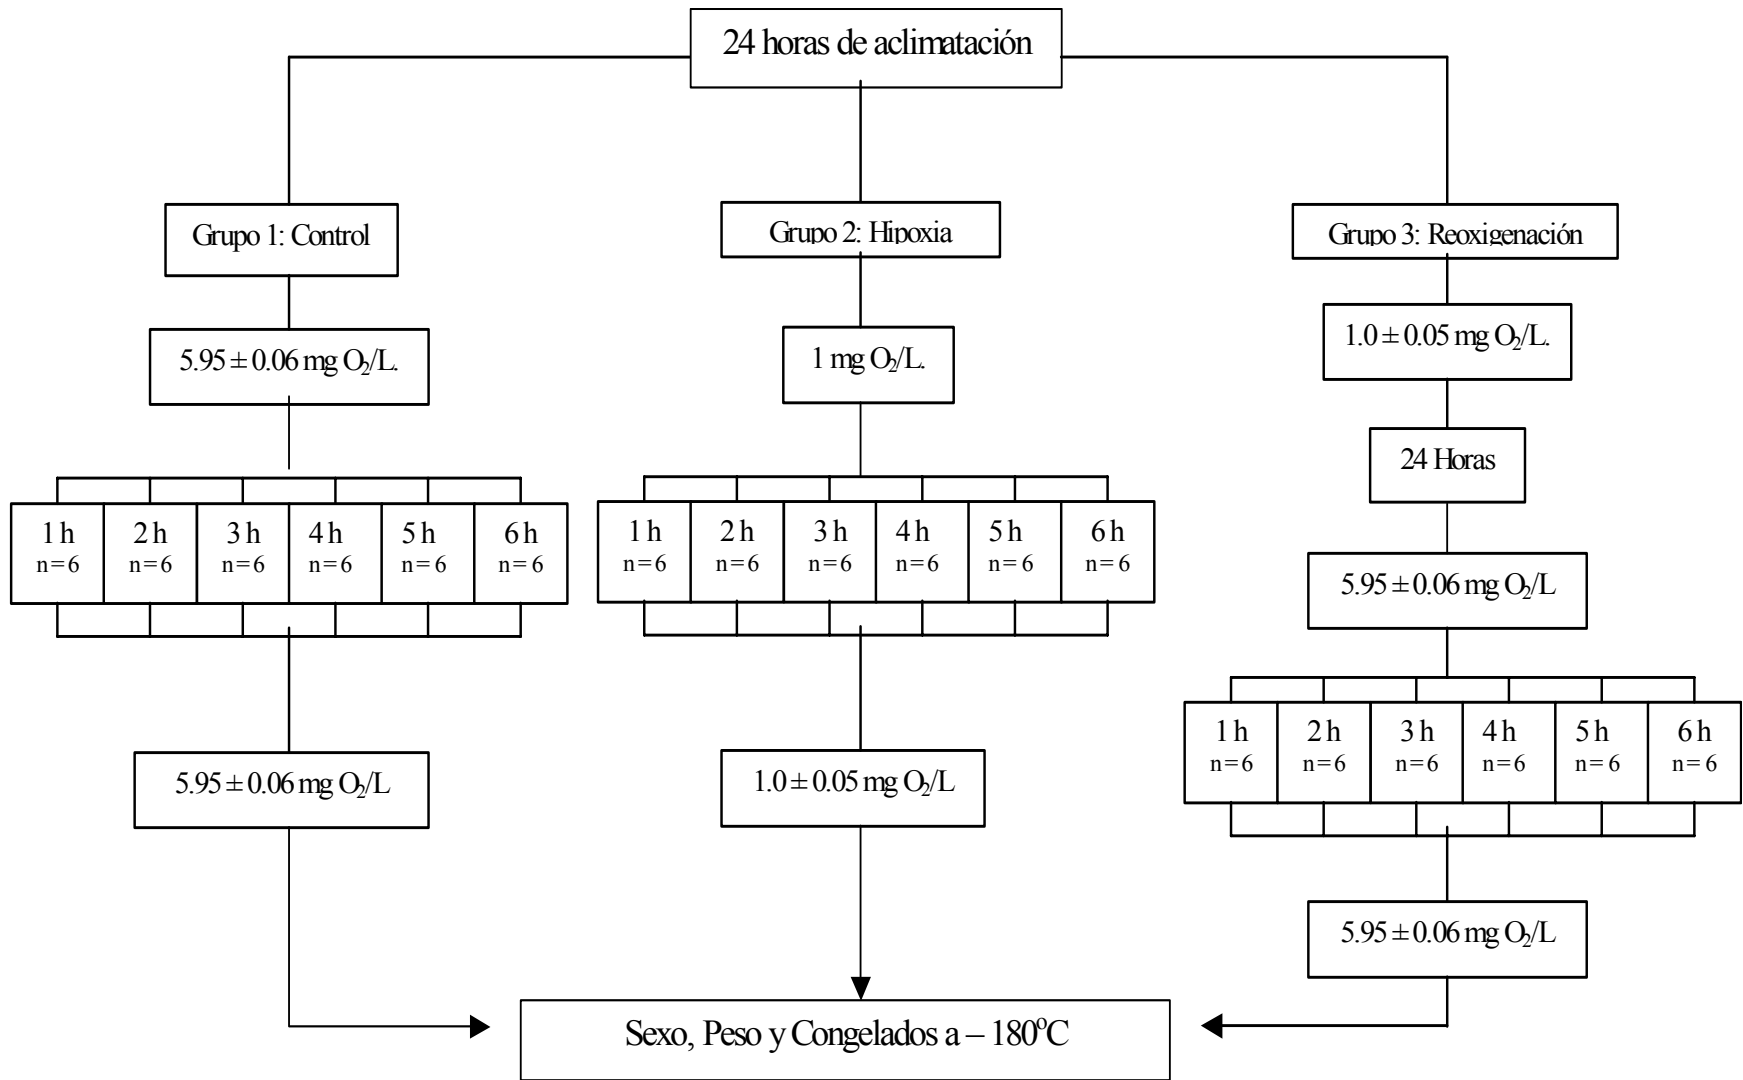 24 horas de aclimatación
Grupo 1: Control
Grupo 2: Hipoxia
Grupo 3: Reoxigenación
5.95 ± 0.06 mg O₂/L.
1 mg O₂/L.
1.0 ± 0.05 mg O₂/L.
24 Horas
1 h 2 h 3 h 4 h 5 h 6 h
n=6 n=6 n=6 n=6 n=6 n=6
1 h 2 h 3 h 4 h 5 h 6 h
n=6 n=6 n=6 n=6 n=6 n=6
5.95 ± 0.06 mg O₂/L
1 h 2 h 3 h 4 h 5 h 6 h
n=6 n=6 n=6 n=6 n=6 n=6
5.95 ± 0.06 mg O₂/L
1.0 ± 0.05 mg O₂/L
5.95 ± 0.06 mg O₂/L
Sexo, Peso y Congelados a – 180°C